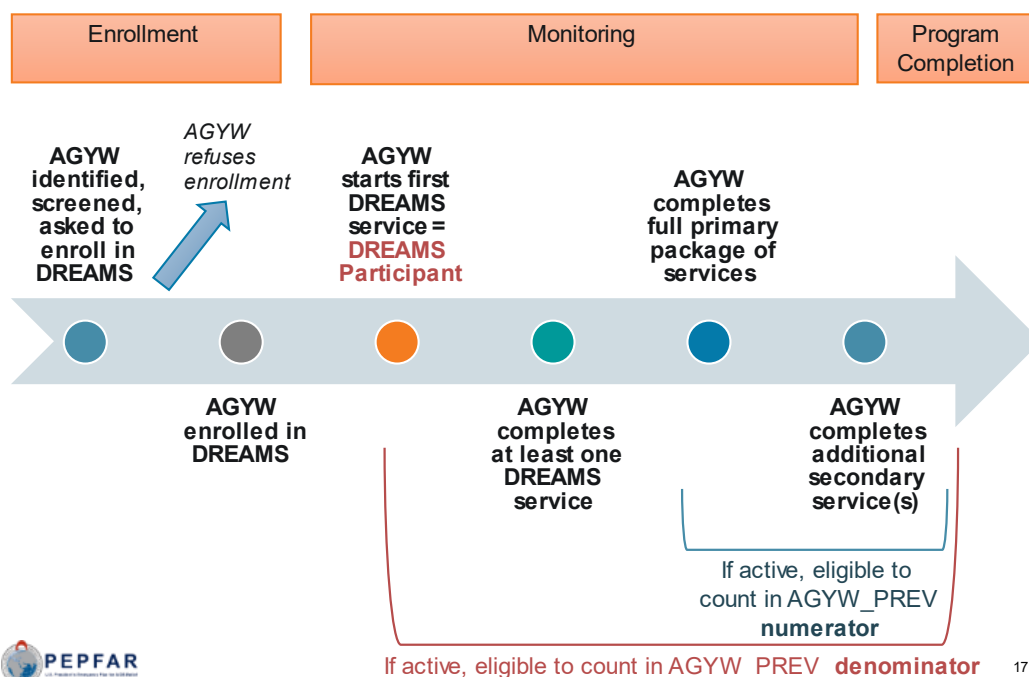 Enrollment
Monitoring
Program
Completion
AGYW
refuses
enrollment
AGYW
identified,
screened,
asked to
enroll in
DREAMS
AGYW
starts first
DREAMS
service =
DREAMS
Participant
AGYW
completes
full primary
package of
services
AGYW
enrolled in
DREAMS
AGYW
completes
at least one
DREAMS
service
AGYW
completes
additional
secondary
service(s)
If active, eligible to
count in AGYW_PREV
numerator
If active, eligible to count in AGYW_PREV denominator
PEPFAR
17